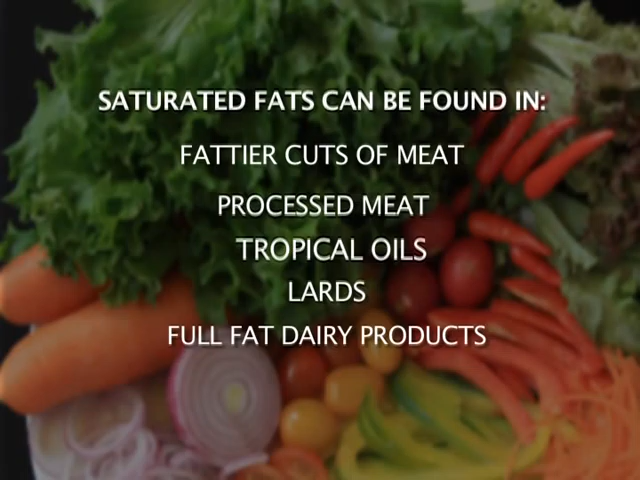 SATURATED FATS CAN BE FOUND IN:
FATTIER CUTS OF MEAT
PROCESSED MEAT
TROPICAL OILS
LARDS
FULL FAT DAIRY PRODUCTS